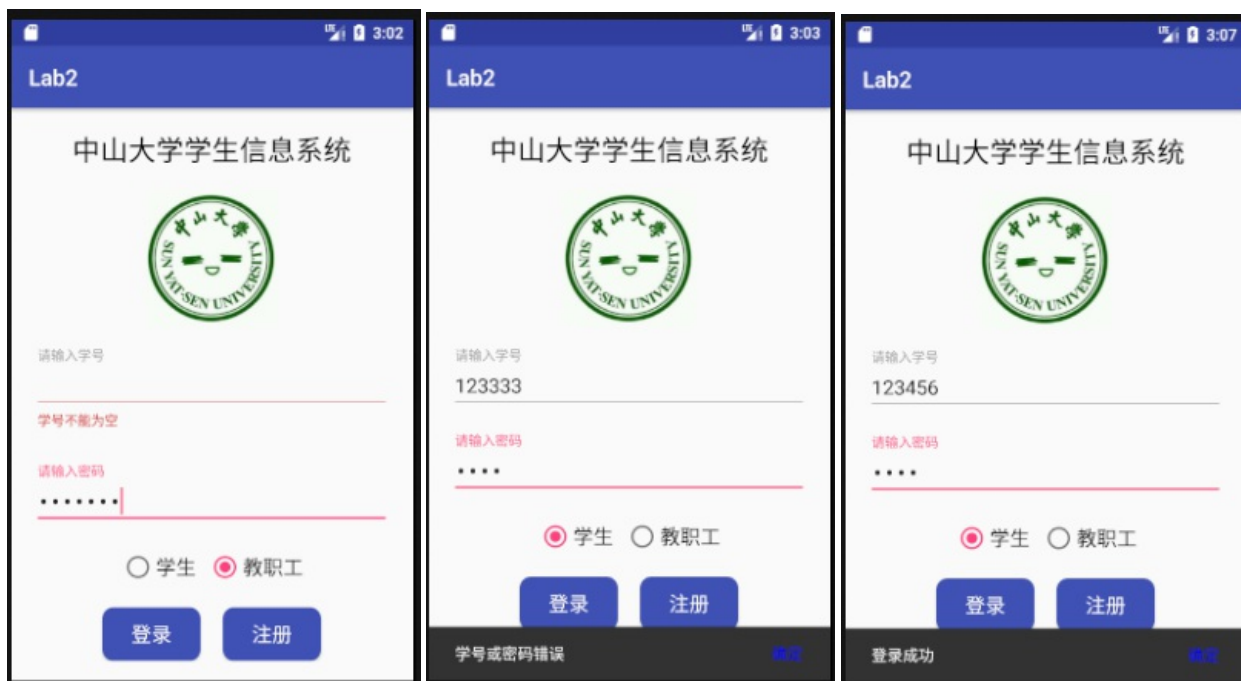 3:02
Lab2
中山大学学生信息系统
中山大学
SUN YAT-SEN UNIVERSITY
请输入学号
学号不能为空
请输入密码
•••••••
学生 教职工
登录 注册
3:03
Lab2
中山大学学生信息系统
中山大学
SUN YAT-SEN UNIVERSITY
请输入学号
123333
请输入密码
••••
学生 教职工
登录 注册
学号或密码错误 确定
3:07
Lab2
中山大学学生信息系统
中山大学
SUN YAT-SEN UNIVERSITY
请输入学号
123456
请输入密码
••••
学生 教职工
登录 注册
登录成功 确定